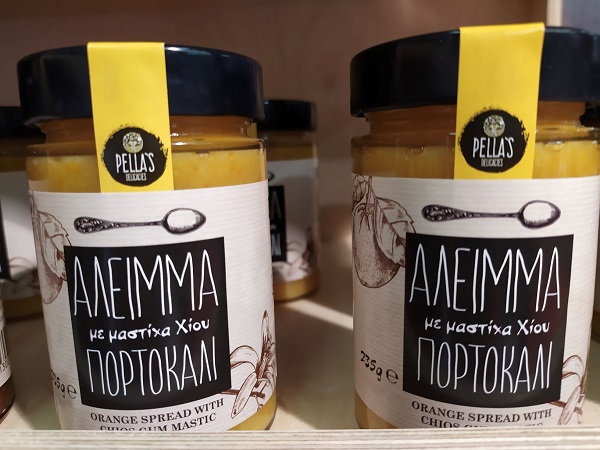 PELLA'S
DELICACIES
ΑΛΕΙΜΜΑ
με μαστίχα Χίου
ΠΟΡΤΟΚΑΛΙ
ORANGE SPREAD WITH
CHIOS GUM MASTIC
PELLA'S
DELICACIES
ΑΛΕΙΜΜΑ
με μαστίχα Χίου
ΠΟΡΤΟΚΑΛΙ
235g e
ORANGE SPREAD WITH
CHIOS